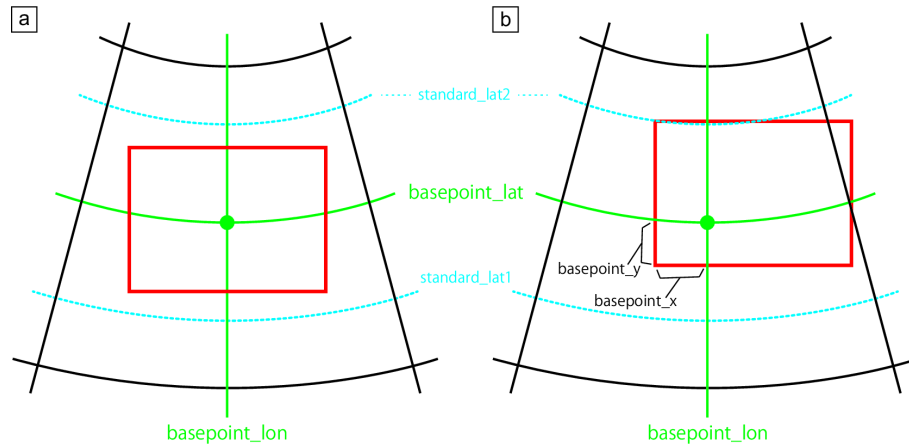 a
b
standard_lat2
basepoint_lat
basepoint_y
standard_lat1
basepoint_x
basepoint_lon
basepoint_lon